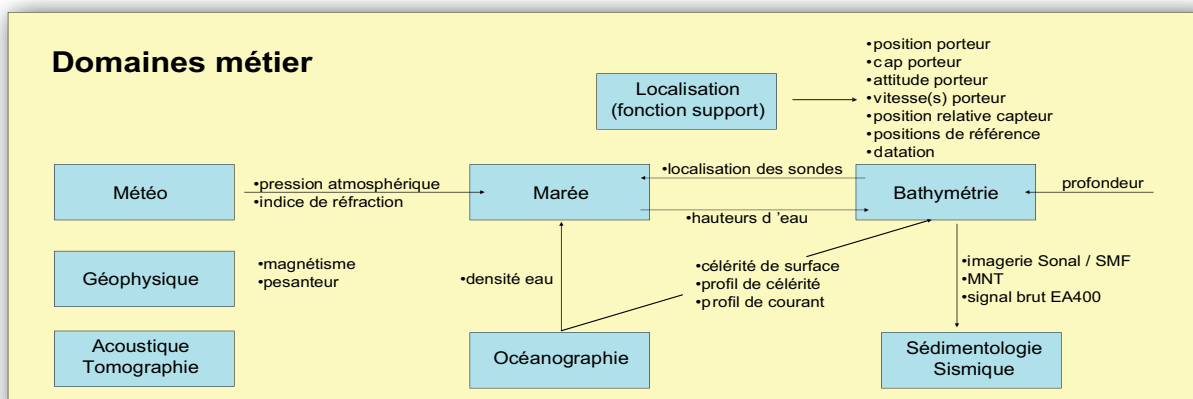 Domaines métier
Localisation
(fonction support)
•position porteur
•cap porteur
•attitude porteur
•vitesse(s) porteur
•position relative capteur
•positions de référence
•datation
Météo
•pression atmosphérique
•indice de réfraction
Marée
•localisation des sondes
•hauteurs d 'eau
Bathymétrie
profondeur
Géophysique
•magnétisme
•pesanteur
•densité eau
•célérité de surface
•profil de célérité
•profil de courant
•imagerie Sonal / SMF
•MNT
•signal brut EA400
Acoustique
Tomographie
Océanographie
Sédimentologie
Sismique